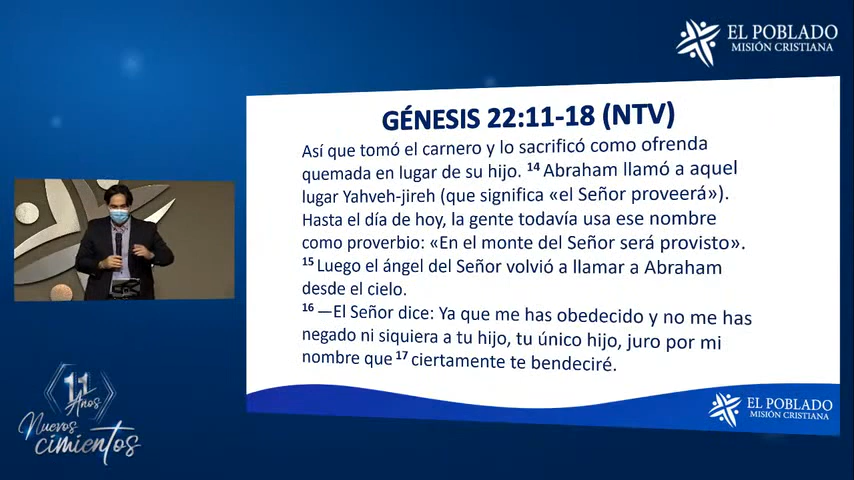 EL POBLADO
MISIÓN CRISTIANA
GÉNESIS 22:11-18 (NTV)
Así que tomó el carnero y lo sacrificó como ofrenda
quemada en lugar de su hijo. 14 Abraham llamó a aquel
lugar Yahveh-jireh (que significa «el Señor proveerá»).
Hasta el día de hoy, la gente todavía usa ese nombre
como proverbio: «En el monte del Señor será provisto».
15 Luego el ángel del Señor volvió a llamar a Abraham
desde el cielo.
16 —El Señor dice: Ya que me has obedecido y no me has
negado ni siquiera a tu hijo, tu único hijo, juro por mi
nombre que 17 ciertamente te bendeciré.
EL POBLADO
MISIÓN CRISTIANA
11
Años
Nuevos
cimientos